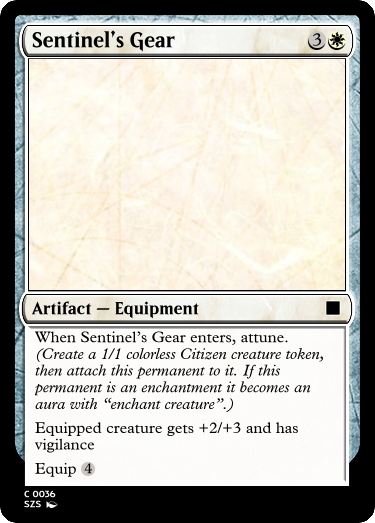 Sentinel's Gear 3
Artifact — Equipment
When Sentinel's Gear enters, attune.
(Create a 1/1 colorless Citizen creature token,
then attach this permanent to it. If this
permanent is an enchantment it becomes an
aura with “enchant creature”.)
Equipped creature gets +2/+3 and has
vigilance
Equip 4
C 0036
SZS